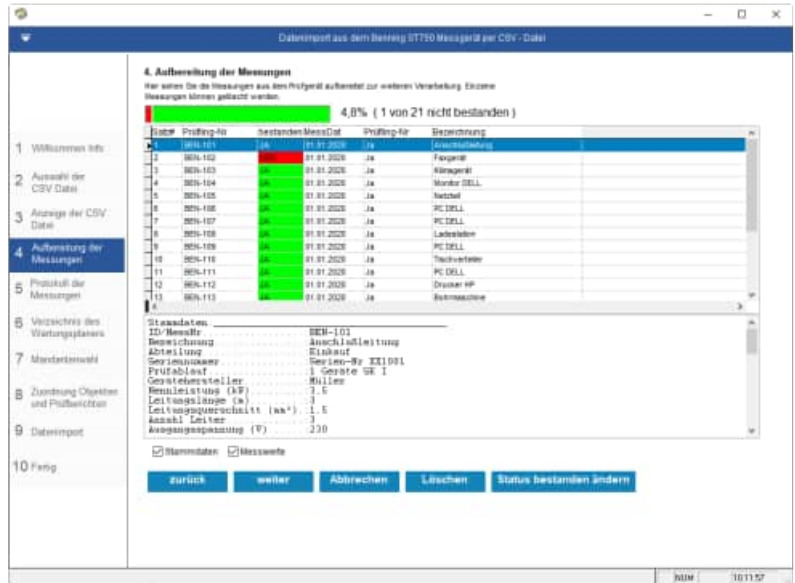 Datenimport aus dem Benning ST750 Messgerät per CSV - Datei
4. Aufbereitung der Messungen
Hier sehen Sie die Messungen aus dem Prüfgerät aufbereitet zur weiteren Verarbeitung. Einzelne
Messungen können gelöscht werden.
4,8% ( 1 von 21 nicht bestanden )
1 Willkommen Info
2 Auswahl der
CSV Datei
3 Anzeige der CSV
Datei
4 Aufbereitung der
Messungen
5 Protokoll der
Messungen
6 Verzeichnis des
Wartungsplaners
7 Mandantenwahl
8 Zuordnung Objekten
und Prüfberichten
9 Datenimport
10 Fertig
Satz# Prüfling-Nr bestanden MessDat Prüfling-Nr Bezeichnung
1 BEN-101 JA 01.01.2020 Ja Anschlußleitung
2 BEN-102 01.01.2020 Ja Faxgerät
3 BEN-103 JA 01.01.2020 Ja Klimagerät
4 BEN-104 JA 01.01.2020 Ja Monitor DELL
5 BEN-105 JA 01.01.2020 Ja Netzteil
6 BEN-106 JA 01.01.2020 Ja PC DELL
7 BEN-107 JA 01.01.2020 Ja PC DELL
8 BEN-108 JA 01.01.2020 Ja Ladestation
9 BEN-109 JA 01.01.2020 Ja PC DELL
10 BEN-110 JA 01.01.2020 Ja Tischverteiler
11 BEN-111 JA 01.01.2020 Ja PC DELL
12 BEN-112 JA 01.01.2020 Ja Drucker HP
13 BEN-113 JA 01.01.2020 Ja Bohrmaschine
Stammdaten
ID/MessNr BEN-101
Bezeichnung Anschlußleitung
Abteilung Einkauf
Seriennummer Serien-Nr XX1001
Prüfablauf 1 Geräte SK I
Gerätehersteller Müller
Nennleistung (kW) 3.5
Leitungslänge (m) 3
Leitungsquerschnitt (mm²) 1.5
Anzahl Leiter 3
Ausgangsspannung (V) 230
Stammdaten Messwerte
zurück weiter Abbrechen Löschen Status bestanden ändern
NUM 10:11:57